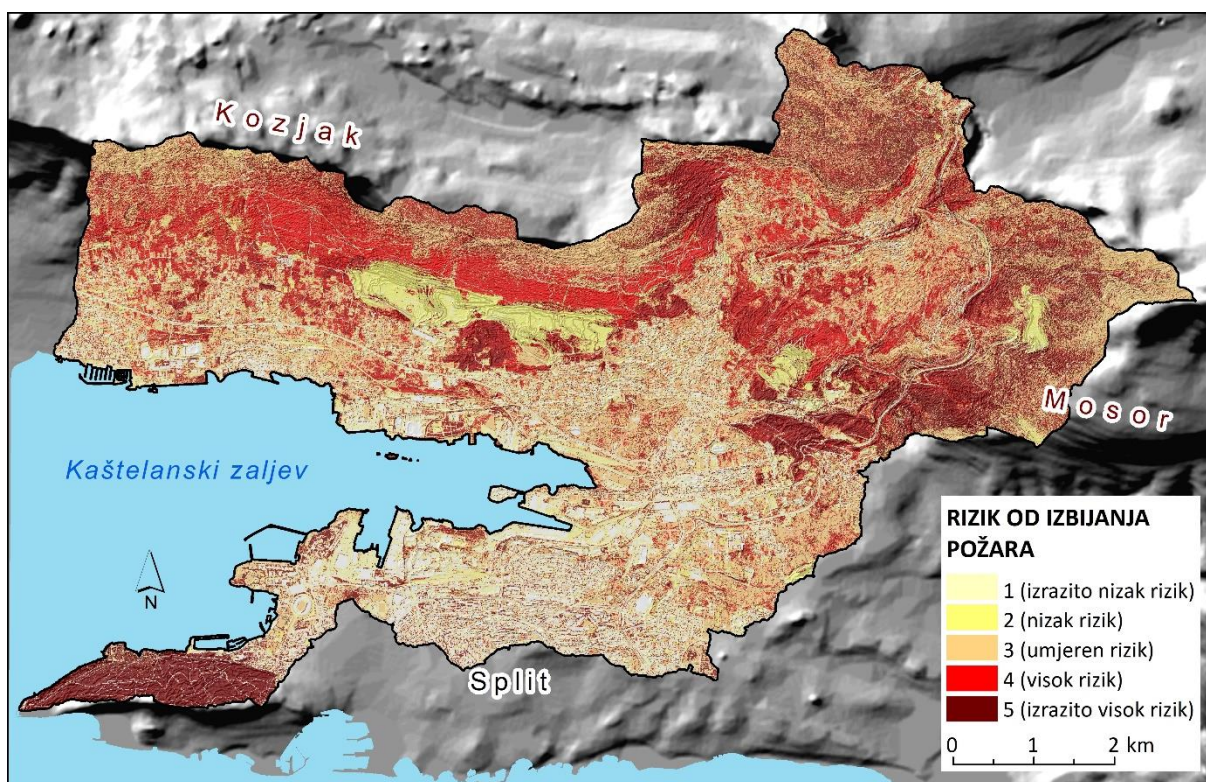 Kozjak
Kaštelanski zaljev
Mosor
N
Split
RIZIK OD IZBIJANJA
POŽARA
1 (izrazito nizak rizik)
2 (nizak rizik)
3 (umjeren rizik)
4 (visok rizik)
5 (izrazito visok rizik)
0 1 2 km